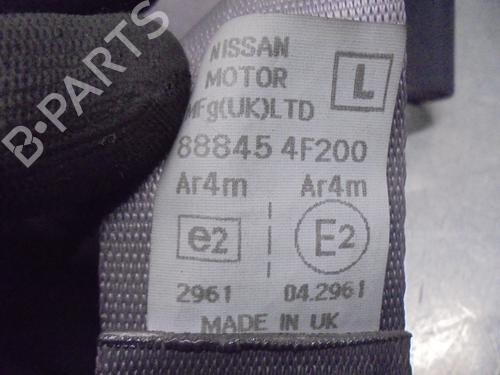 NISSAN
MOTOR
MFg(UK)LTD
L
88845 4F200
Ar4m Ar4m
e2 E2
2961 04.2961
MADE IN UK
B-PARTS